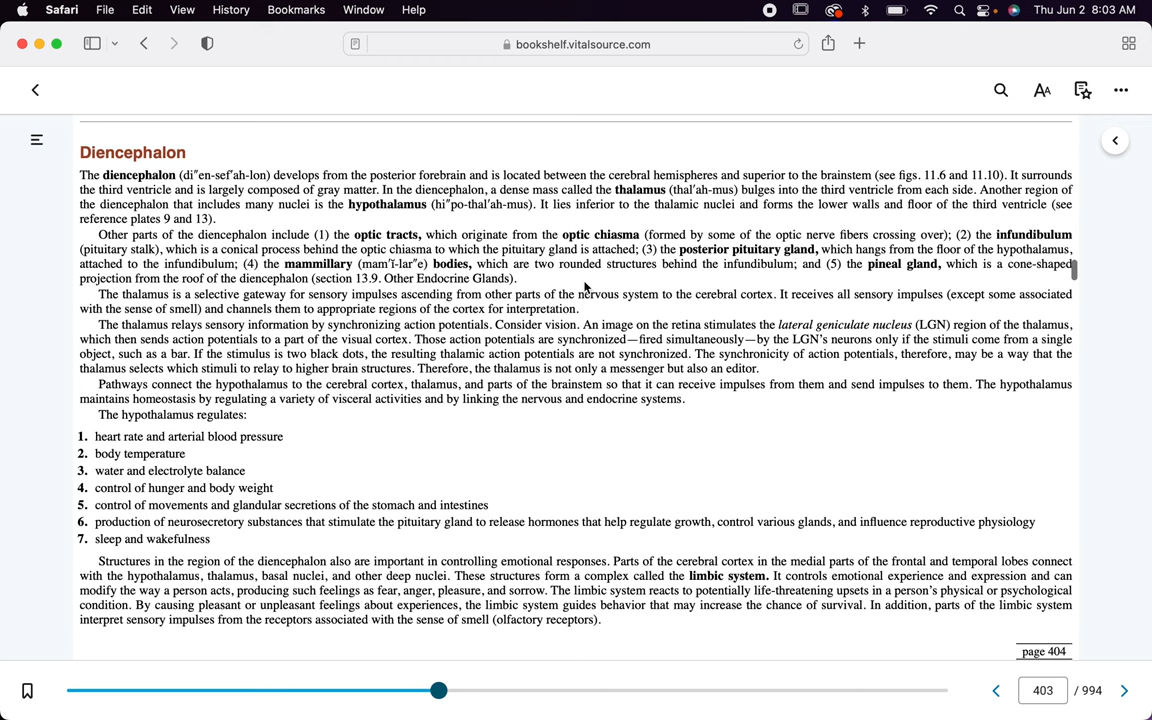 Safari File Edit View History Bookmarks Window Help Thu Jun 2 8:03 AM
bookshelf.vitalsource.com
AA
Diencephalon
The diencephalon (di″en-sef′ah-lon) develops from the posterior forebrain and is located between the cerebral hemispheres and superior to the brainstem (see figs. 11.6 and 11.10). It surrounds
the third ventricle and is largely composed of gray matter. In the diencephalon, a dense mass called the thalamus (thal′ah-mus) bulges into the third ventricle from each side. Another region of
the diencephalon that includes many nuclei is the hypothalamus (hi″po-thal′ah-mus). It lies inferior to the thalamic nuclei and forms the lower walls and floor of the third ventricle (see
reference plates 9 and 13).
Other parts of the diencephalon include (1) the optic tracts, which originate from the optic chiasma (formed by some of the optic nerve fibers crossing over); (2) the infundibulum
(pituitary stalk), which is a conical process behind the optic chiasma to which the pituitary gland is attached; (3) the posterior pituitary gland, which hangs from the floor of the hypothalamus,
attached to the infundibulum; (4) the mammillary (mam′ĭ-lar″e) bodies, which are two rounded structures behind the infundibulum; and (5) the pineal gland, which is a cone-shaped
projection from the roof of the diencephalon (section 13.9. Other Endocrine Glands).
The thalamus is a selective gateway for sensory impulses ascending from other parts of the nervous system to the cerebral cortex. It receives all sensory impulses (except some associated
with the sense of smell) and channels them to appropriate regions of the cortex for interpretation.
The thalamus relays sensory information by synchronizing action potentials. Consider vision. An image on the retina stimulates the lateral geniculate nucleus (LGN) region of the thalamus,
which then sends action potentials to a part of the visual cortex. Those action potentials are synchronized—fired simultaneously—by the LGN's neurons only if the stimuli come from a single
object, such as a bar. If the stimulus is two black dots, the resulting thalamic action potentials are not synchronized. The synchronicity of action potentials, therefore, may be a way that the
thalamus selects which stimuli to relay to higher brain structures. Therefore, the thalamus is not only a messenger but also an editor.
Pathways connect the hypothalamus to the cerebral cortex, thalamus, and parts of the brainstem so that it can receive impulses from them and send impulses to them. The hypothalamus
maintains homeostasis by regulating a variety of visceral activities and by linking the nervous and endocrine systems.
The hypothalamus regulates:
1. heart rate and arterial blood pressure
2. body temperature
3. water and electrolyte balance
4. control of hunger and body weight
5. control of movements and glandular secretions of the stomach and intestines
6. production of neurosecretory substances that stimulate the pituitary gland to release hormones that help regulate growth, control various glands, and influence reproductive physiology
7. sleep and wakefulness
Structures in the region of the diencephalon also are important in controlling emotional responses. Parts of the cerebral cortex in the medial parts of the frontal and temporal lobes connect
with the hypothalamus, thalamus, basal nuclei, and other deep nuclei. These structures form a complex called the limbic system. It controls emotional experience and expression and can
modify the way a person acts, producing such feelings as fear, anger, pleasure, and sorrow. The limbic system reacts to potentially life-threatening upsets in a person's physical or psychological
condition. By causing pleasant or unpleasant feelings about experiences, the limbic system guides behavior that may increase the chance of survival. In addition, parts of the limbic system
interpret sensory impulses from the receptors associated with the sense of smell (olfactory receptors).
page 404
403 / 994